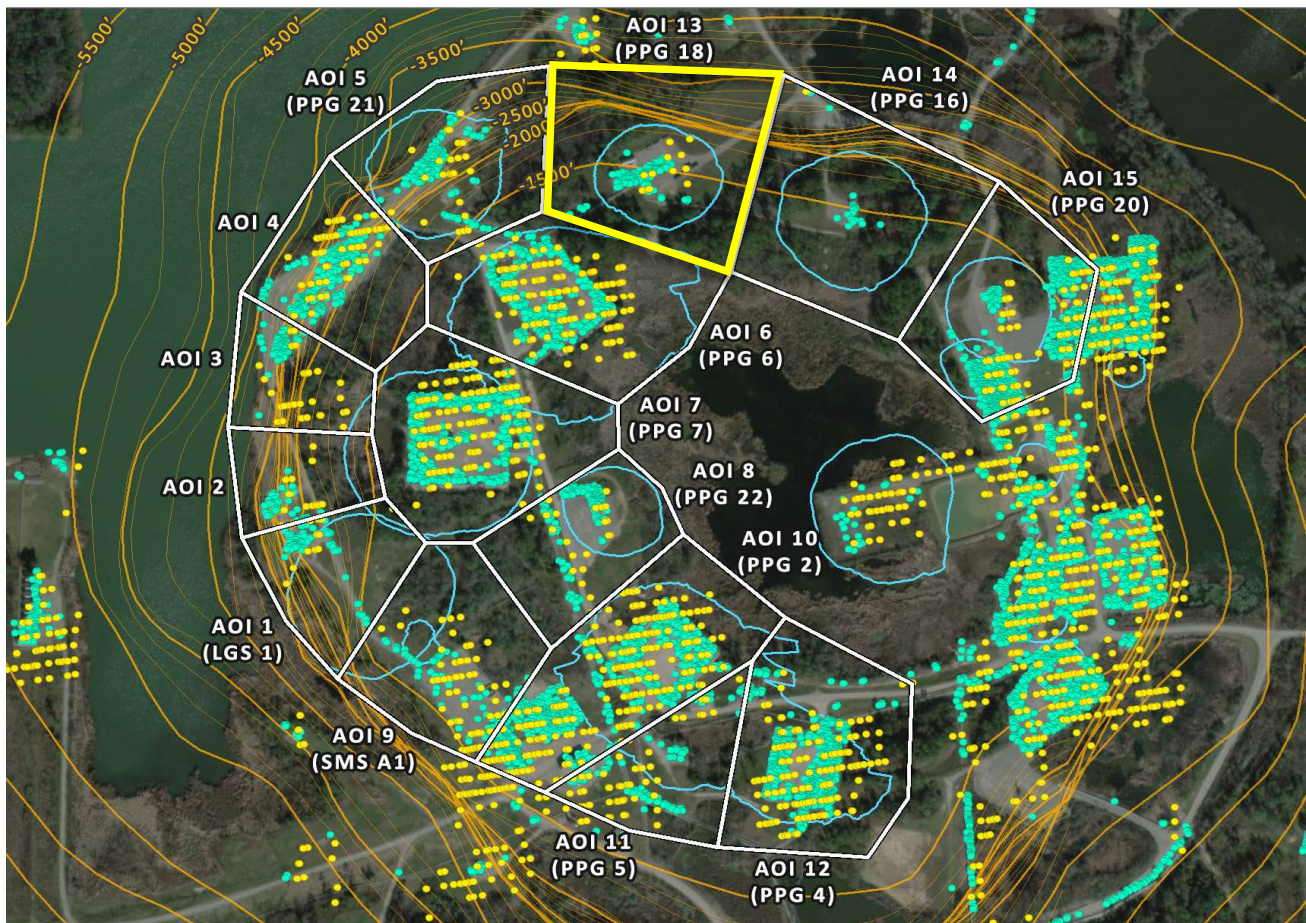 -5500'
-5000'
-4500'
-4000'
-3500'
-3000'
-2500'
-2000'
-1500'
AOI 13
(PPG 18)
AOI 14
(PPG 16)
AOI 5
(PPG 21)
AOI 15
(PPG 20)
AOI 4
AOI 3
AOI 6
(PPG 6)
AOI 7
(PPG 7)
AOI 2
AOI 8
(PPG 22)
AOI 10
(PPG 2)
AOI 1
(LGS 1)
AOI 9
(SMS A1)
AOI 11
(PPG 5)
AOI 12
(PPG 4)